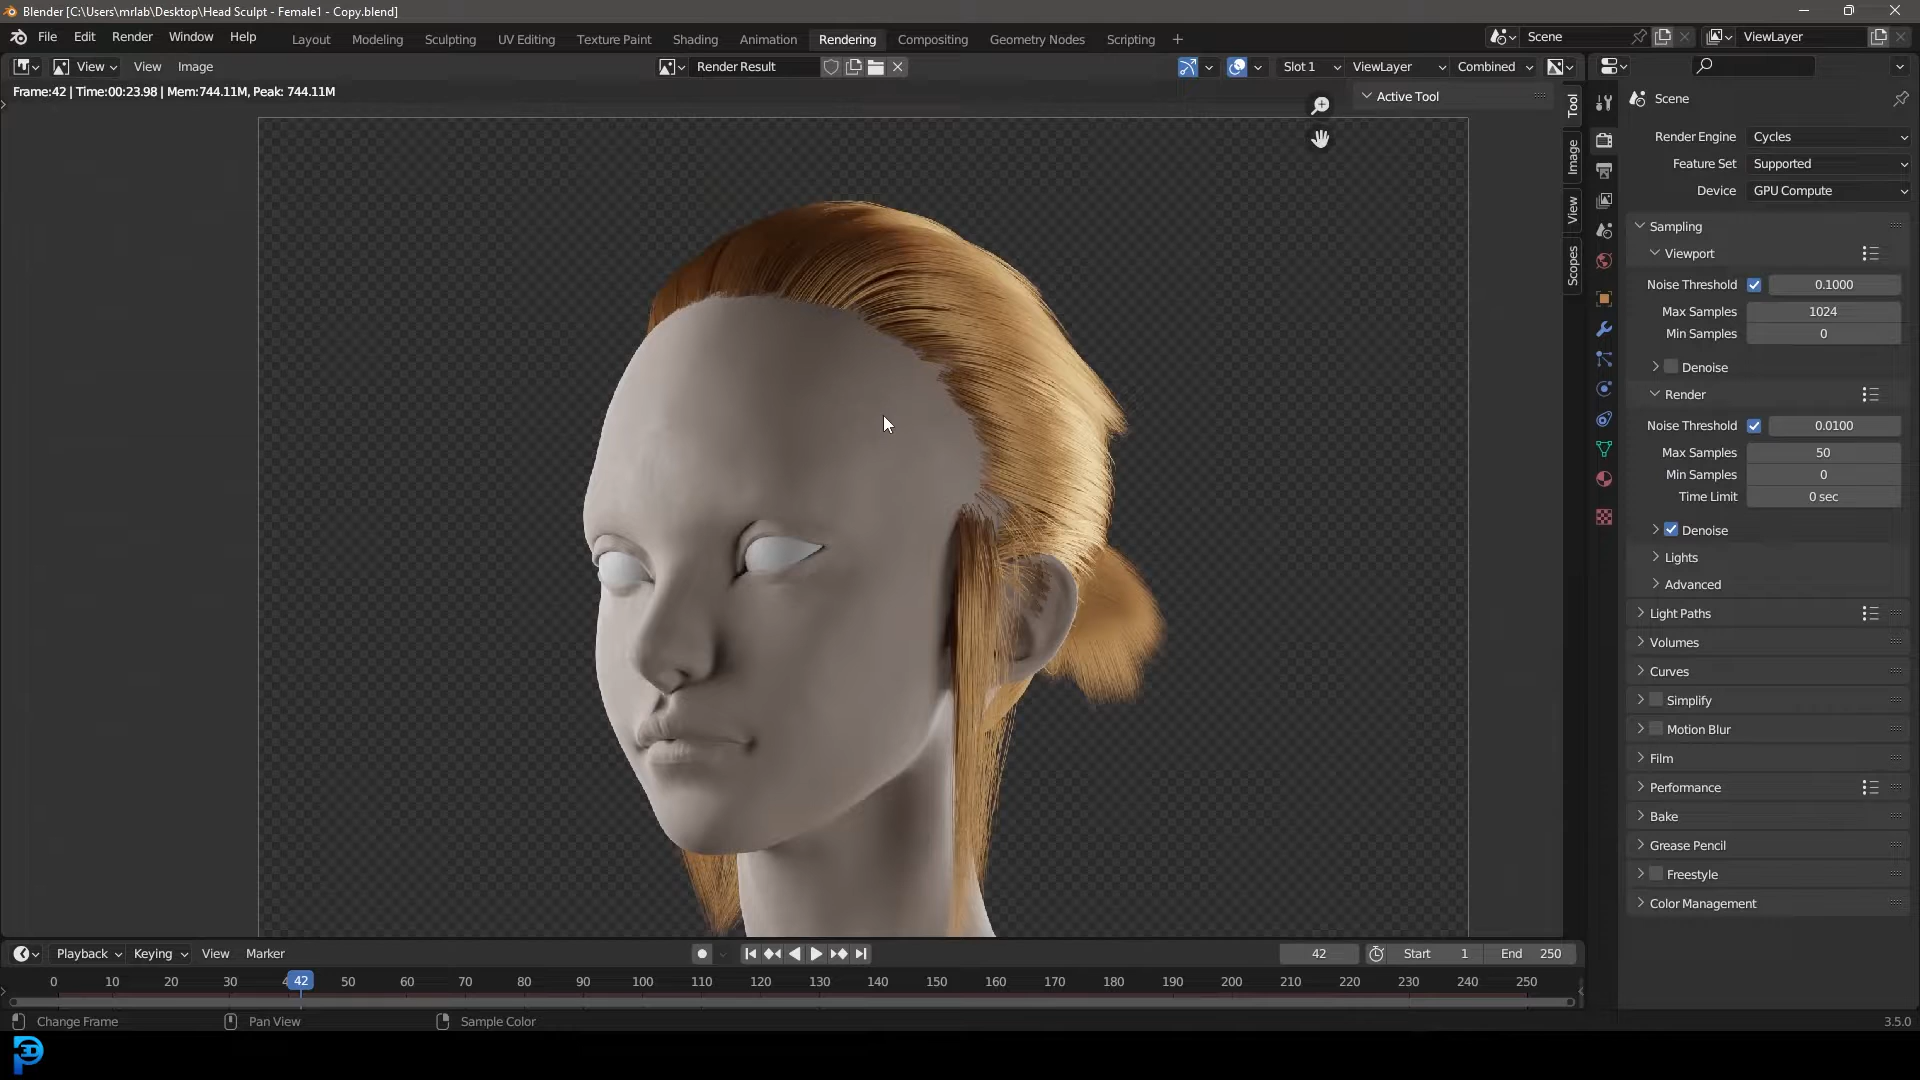 Blender [C:\Users\mrlab\Desktop\Head Sculpt - Female1 - Copy.blend]
File Edit Render Window Help Layout Modeling Sculpting UV Editing Texture Paint Shading Animation Rendering Compositing Geometry Nodes Scripting + Scene ViewLayer
View View Image Render Result Slot 1 ViewLayer Combined
Frame:42 | Time:00:23.98 | Mem:744.11M, Peak: 744.11M
Active Tool
Tool
Image
View
Scopes
Scene
Render Engine Cycles
Feature Set Supported
Device GPU Compute
Sampling
Viewport
Noise Threshold 0.1000
Max Samples 1024
Min Samples 0
Denoise
Render
Noise Threshold 0.0100
Max Samples 50
Min Samples 0
Time Limit 0 sec
Denoise
Lights
Advanced
Light Paths
Volumes
Curves
Simplify
Motion Blur
Film
Performance
Bake
Grease Pencil
Freestyle
Color Management
Playback Keying View Marker 42 Start 1 End 250
0 10 20 30 42 50 60 70 80 90 100 110 120 130 140 150 160 170 180 190 200 210 220 230 240 250
Change Frame Pan View Sample Color 3.5.0
3D